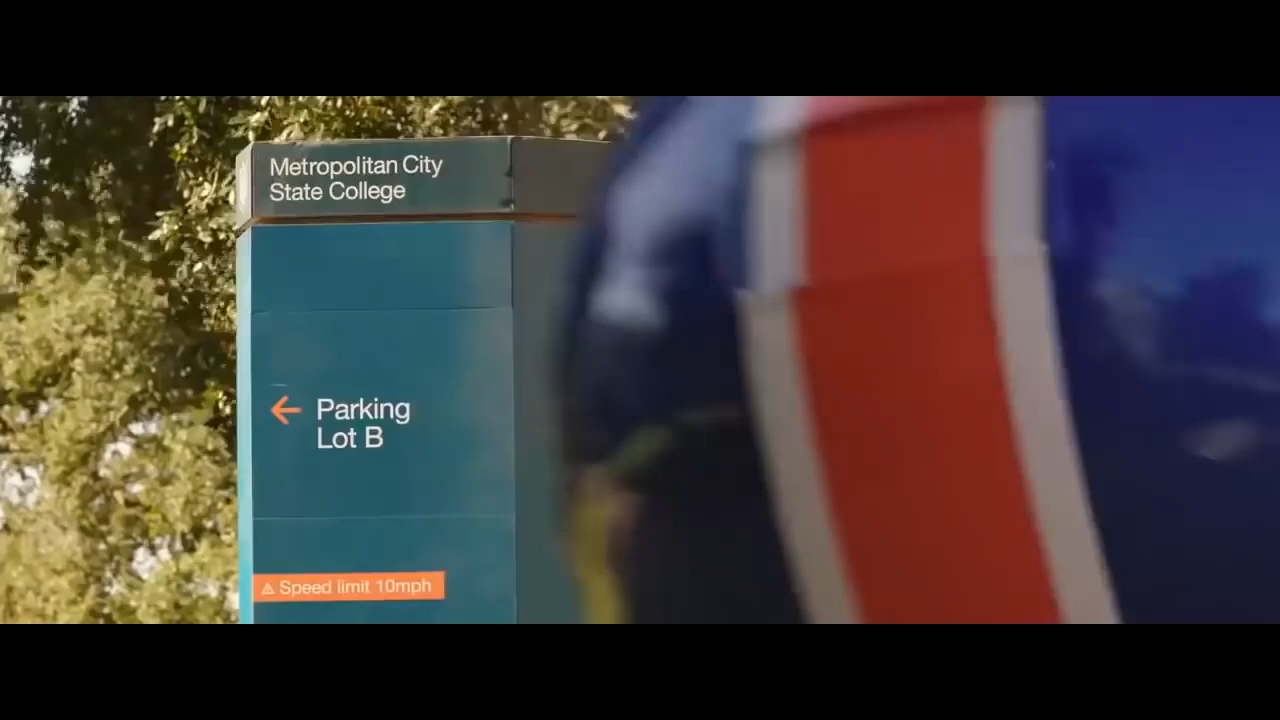 Metropolitan City
State College
Parking
Lot B
Speed limit 10mph